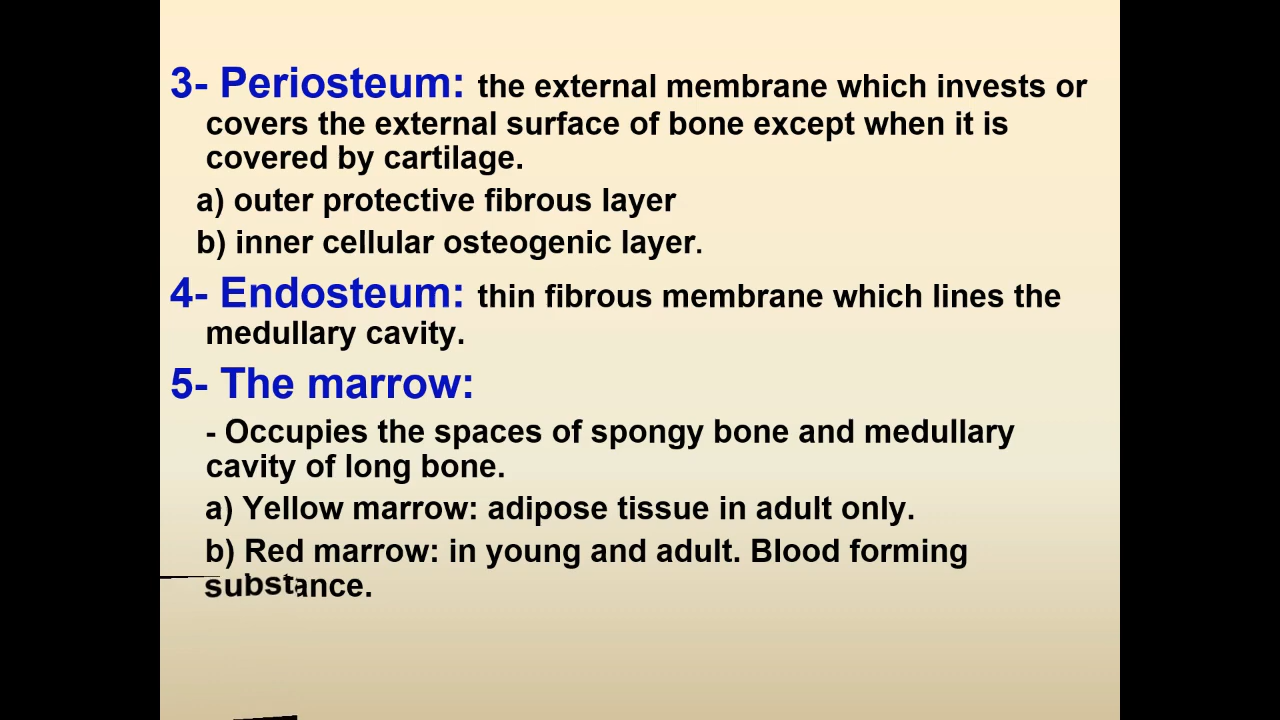 3- Periosteum: the external membrane which invests or
covers the external surface of bone except when it is
covered by cartilage.
a) outer protective fibrous layer
b) inner cellular osteogenic layer.
4- Endosteum: thin fibrous membrane which lines the
medullary cavity.
5- The marrow:
- Occupies the spaces of spongy bone and medullary
cavity of long bone.
a) Yellow marrow: adipose tissue in adult only.
b) Red marrow: in young and adult. Blood forming
substance.